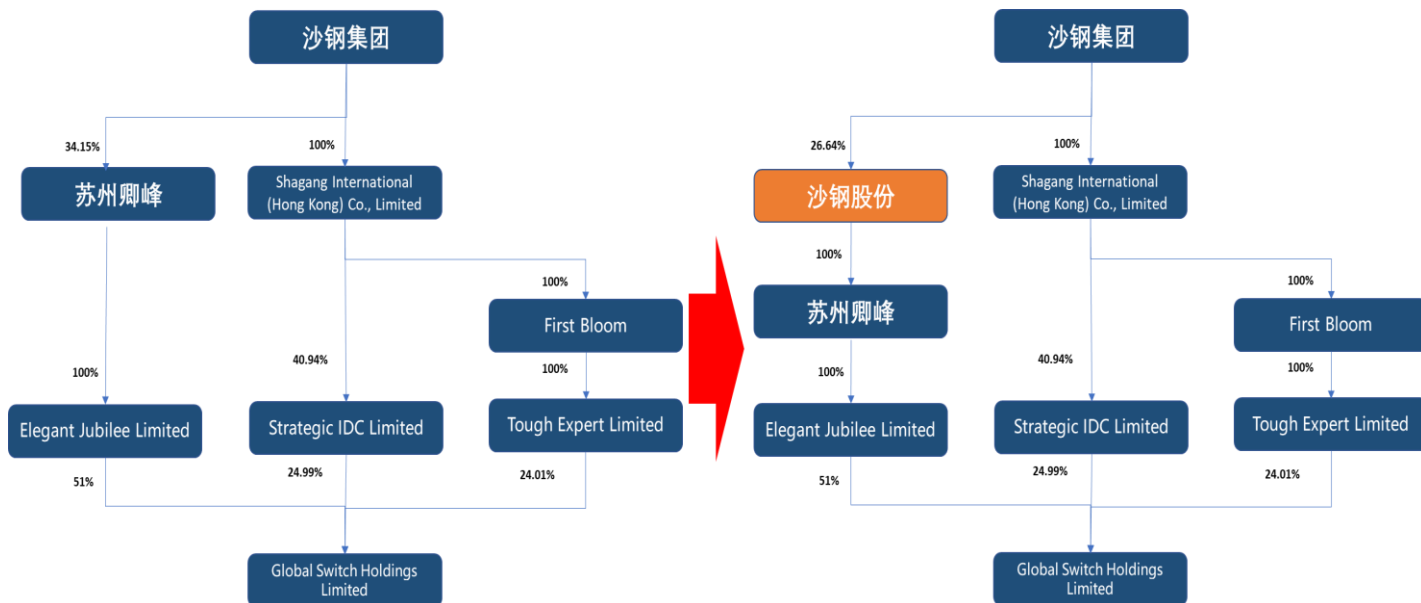 沙钢集团
34.15%
100%
苏州卿峰
Shagang International
(Hong Kong) Co., Limited
100%
First Bloom
100%
40.94%
100%
Elegant Jubilee Limited
Strategic IDC Limited
Tough Expert Limited
51%
24.99%
24.01%
Global Switch Holdings
Limited
沙钢集团
26.64%
100%
沙钢股份
Shagang International
(Hong Kong) Co., Limited
100%
100%
苏州卿峰
First Bloom
100%
40.94%
100%
Elegant Jubilee Limited
Strategic IDC Limited
Tough Expert Limited
51%
24.99%
24.01%
Global Switch Holdings
Limited